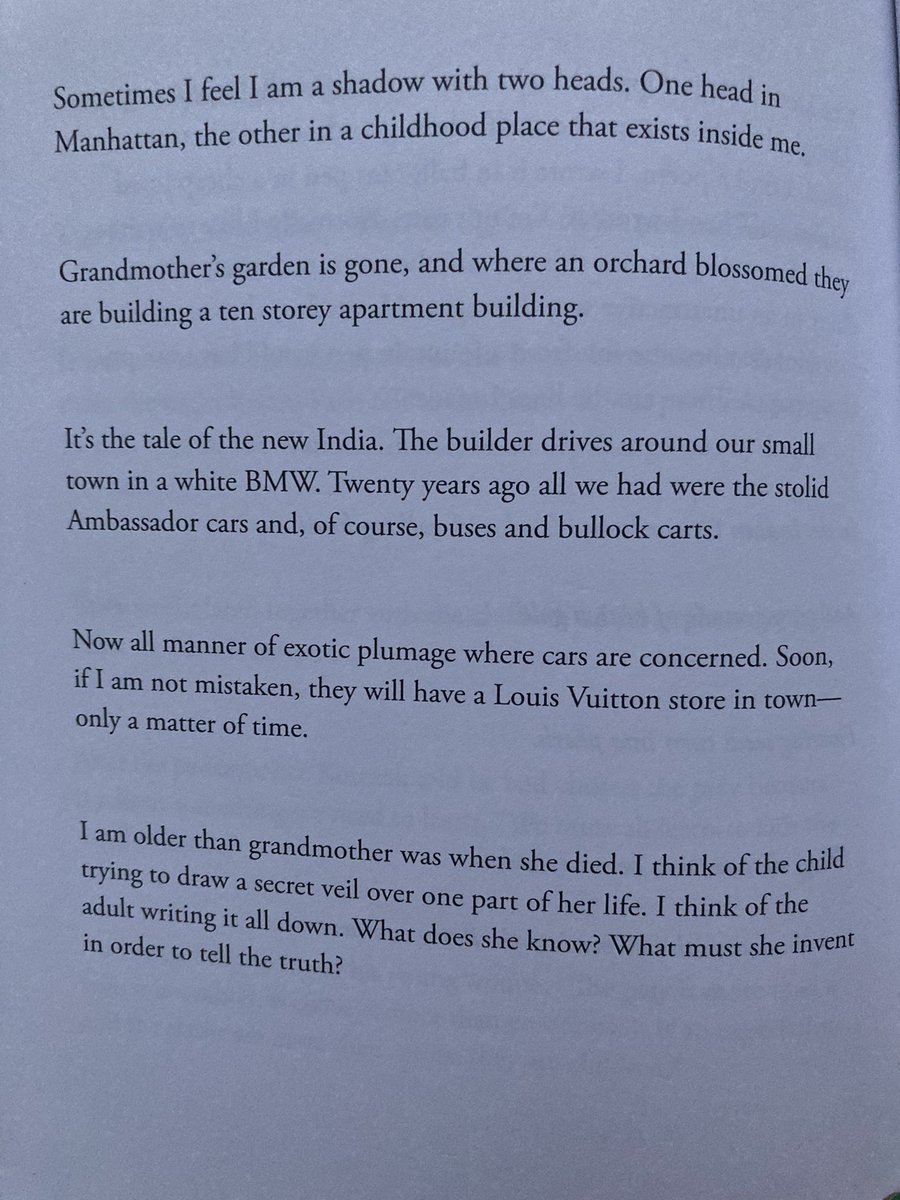 Sometimes I feel I am a shadow with two heads. One head in
Manhattan, the other in a childhood place that exists inside me.
Grandmother's garden is gone, and where an orchard blossomed they
are building a ten storey apartment building.
It's the tale of the new India. The builder drives around our small
town in a white BMW. Twenty years ago all we had were the stolid
Ambassador cars and, of course, buses and bullock carts.
Now all manner of exotic plumage where cars are concerned. Soon,
if I am not mistaken, they will have a Louis Vuitton store in town—
only a matter of time.
I am older than grandmother was when she died. I think of the child
trying to draw a secret veil over one part of her life. I think of the
adult writing it all down. What does she know? What must she invent
in order to tell the truth?